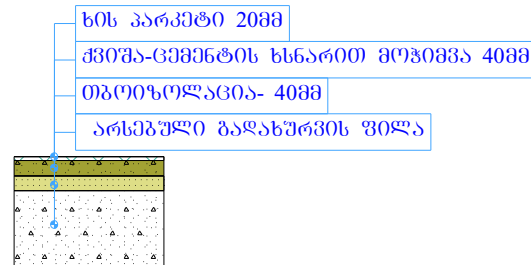 ხის პარკეტი 20მმ
ქვიშა-ცემენტის ხსნარით მოჭიმვა 40მმ
თბოიზოლაცია- 40მმ
არსებული გადახურვის ფილა